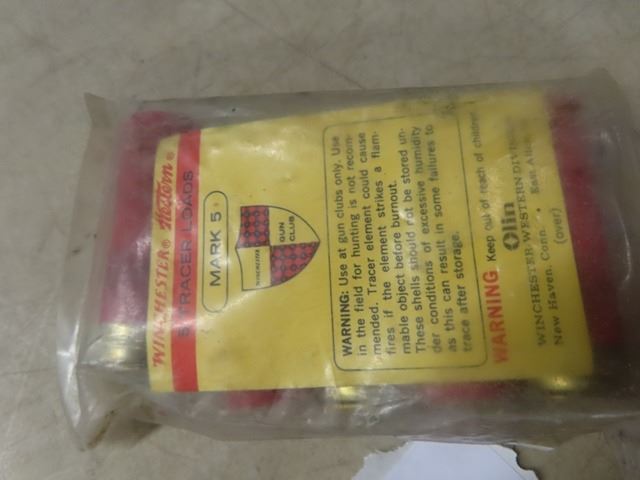 WINCHESTER® Western®
5 TRACER LOADS
MARK 5
WINCHESTER
GUN
CLUB
WARNING: Use at gun clubs only. Use
in the field for hunting is not recom-
mended. Tracer element could cause
fires if the element strikes a flam-
mable object before burnout.
These shells should not be stored un-
der conditions of excessive humidity
as this can result in some failures to
trace after storage.
WARNING Keep out of reach of children
Olin
WINCHESTER-WESTERN DIVISION
New Haven, Conn. • East Alton
(over)